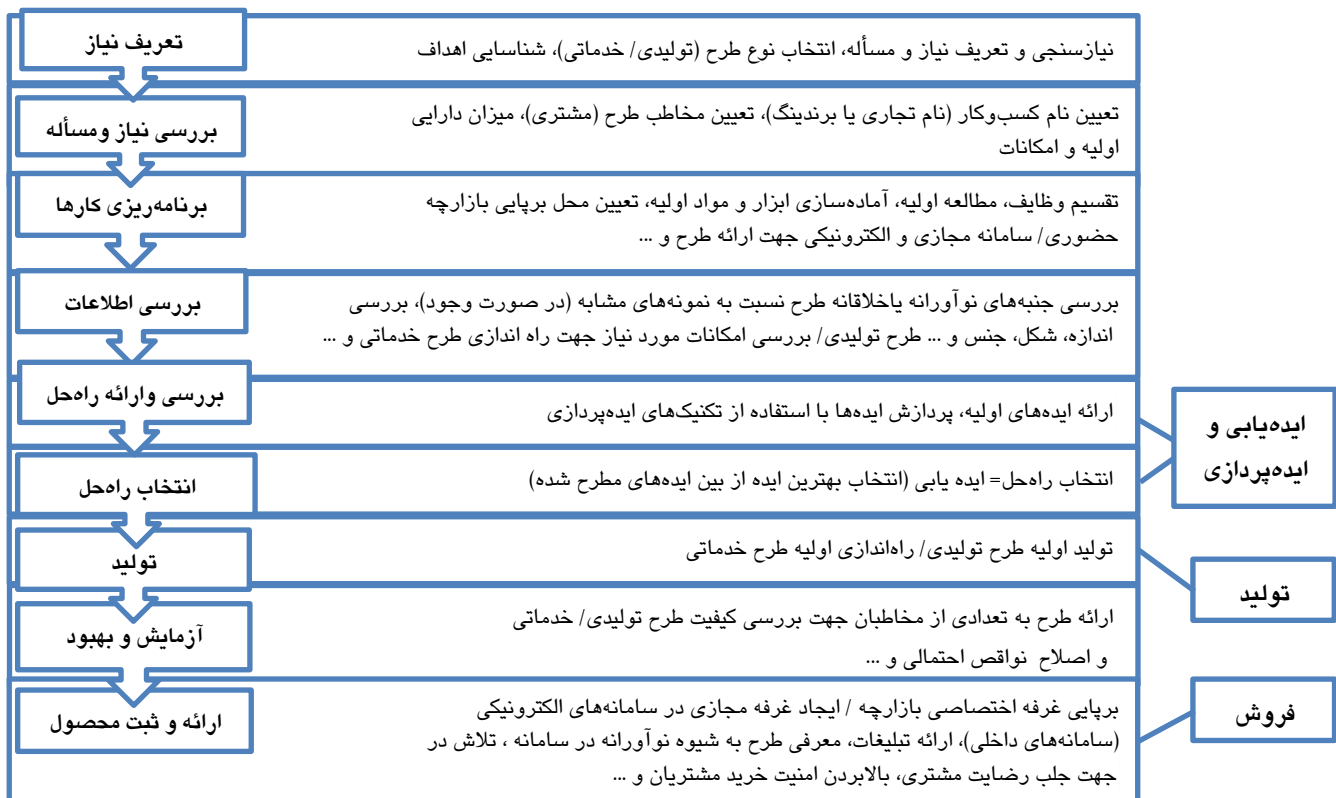 تعریف نیاز
نیازسنجی و تعریف نیاز و مسأله، انتخاب نوع طرح (تولیدی/ خدماتی)، شناسایی اهداف
بررسی نیاز ومسأله
تعیین نام کسب‌وکار (نام تجاری یا برندینگ)، تعیین مخاطب طرح (مشتری)، میزان دارایی
اولیه و امکانات
برنامه‌ریزی کارها
تقسیم وظایف، مطالعه اولیه، آماده‌سازی ابزار و مواد اولیه، تعیین محل برپایی بازارچه
حضوری/ سامانه مجازی و الکترونیکی جهت ارائه طرح و ...
بررسی اطلاعات
بررسی جنبه‌های نوآورانه یاخلاقانه طرح نسبت به نمونه‌های مشابه (در صورت وجود)، بررسی
اندازه، شکل، جنس و ... طرح تولیدی/ بررسی امکانات مورد نیاز جهت راه اندازی طرح خدماتی و ...
بررسی وارائه راه‌حل
ارائه ایده‌های اولیه، پردازش ایده‌ها با استفاده از تکنیک‌های ایده‌پردازی
انتخاب راه‌حل
انتخاب راه‌حل= ایده یابی (انتخاب بهترین ایده از بین ایده‌های مطرح شده)
ایده‌یابی و
ایده‌پردازی
تولید
تولید اولیه طرح تولیدی/ راه‌اندازی اولیه طرح خدماتی
تولید
آزمایش و بهبود
ارائه طرح به تعدادی از مخاطبان جهت بررسی کیفیت طرح تولیدی/ خدماتی
و اصلاح نواقص احتمالی و ...
ارائه و ثبت محصول
برپایی غرفه اختصاصی بازارچه / ایجاد غرفه مجازی در سامانه‌های الکترونیکی
(سامانه‌های داخلی)، ارائه تبلیغات، معرفی طرح به شیوه نوآورانه در سامانه ، تلاش در
جهت جلب رضایت مشتری، بالابردن امنیت خرید مشتریان و ...
فروش